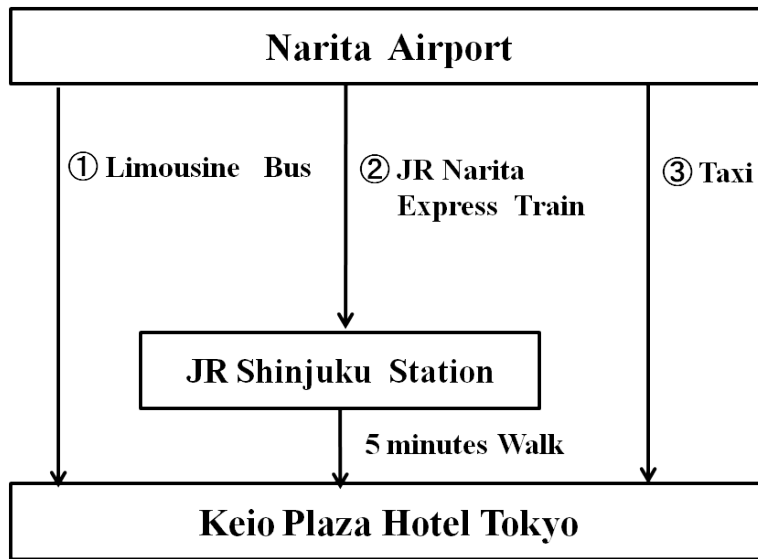 Narita Airport
① Limousine Bus
② JR Narita
Express Train
③ Taxi
JR Shinjuku Station
5 minutes Walk
Keio Plaza Hotel Tokyo